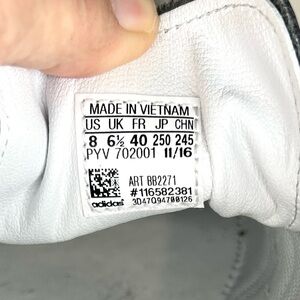 MADE IN VIETNAM
US UK FR JP CHN
8 6½ 40 250 245
PYV 702001 11/16
ART BB2271
#116582381
adidas 3D47Q94700126